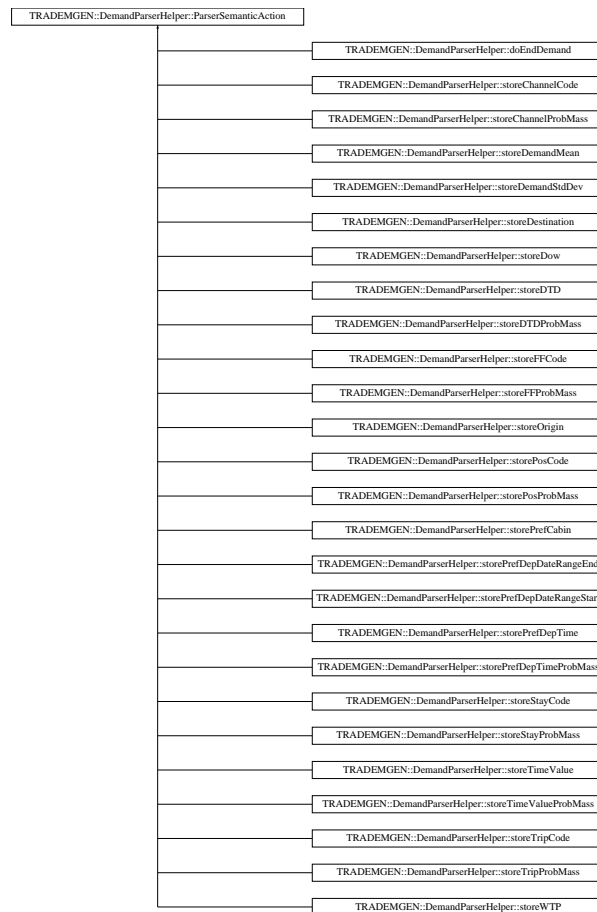 TRADEMGEN::DemandParserHelper::ParserSemanticAction
TRADEMGEN::DemandParserHelper::doEndDemand
TRADEMGEN::DemandParserHelper::storeChannelCode
TRADEMGEN::DemandParserHelper::storeChannelProbMass
TRADEMGEN::DemandParserHelper::storeDemandMean
TRADEMGEN::DemandParserHelper::storeDemandStdDev
TRADEMGEN::DemandParserHelper::storeDestination
TRADEMGEN::DemandParserHelper::storeDow
TRADEMGEN::DemandParserHelper::storeDTD
TRADEMGEN::DemandParserHelper::storeDTDProbMass
TRADEMGEN::DemandParserHelper::storeFFCode
TRADEMGEN::DemandParserHelper::storeFFProbMass
TRADEMGEN::DemandParserHelper::storeOrigin
TRADEMGEN::DemandParserHelper::storePosCode
TRADEMGEN::DemandParserHelper::storePosProbMass
TRADEMGEN::DemandParserHelper::storePrefCabin
TRADEMGEN::DemandParserHelper::storePrefDepDateRangeEnd
TRADEMGEN::DemandParserHelper::storePrefDepDateRangeStar
TRADEMGEN::DemandParserHelper::storePrefDepTime
TRADEMGEN::DemandParserHelper::storePrefDepTimeProbMass
TRADEMGEN::DemandParserHelper::storeStayCode
TRADEMGEN::DemandParserHelper::storeStayProbMass
TRADEMGEN::DemandParserHelper::storeTimeValue
TRADEMGEN::DemandParserHelper::storeTimeValueProbMass
TRADEMGEN::DemandParserHelper::storeTripCode
TRADEMGEN::DemandParserHelper::storeTripProbMass
TRADEMGEN::DemandParserHelper::storeWTP